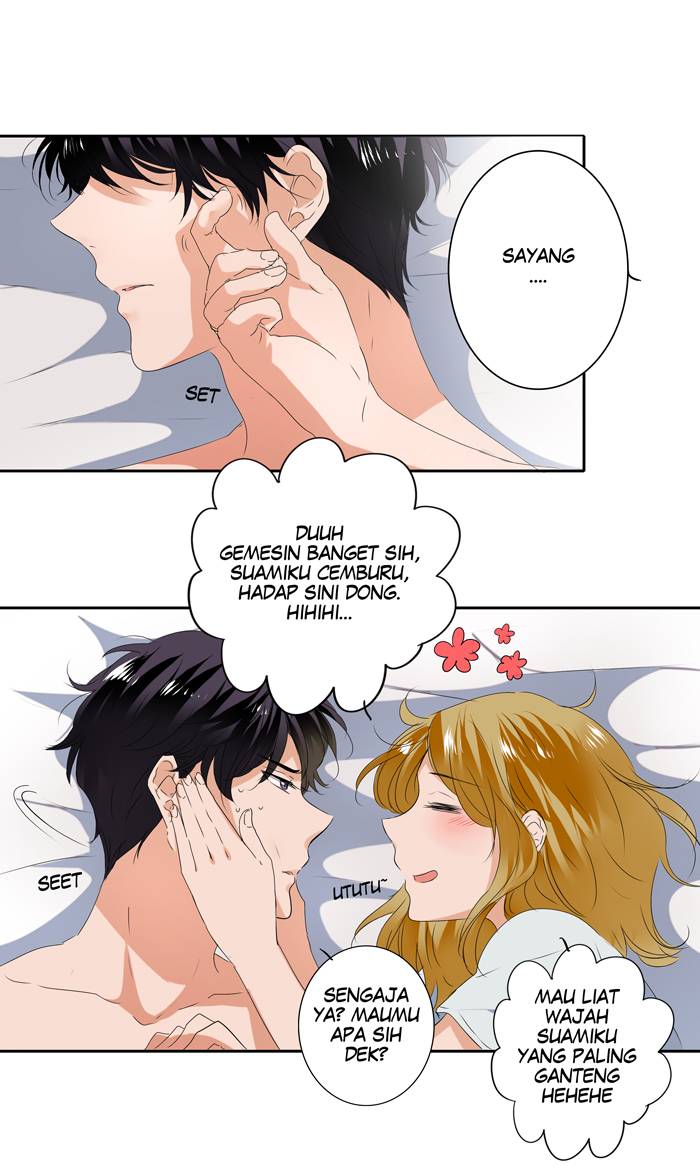 SAYANG
....
SET
DUUH
GEMESIN BANGET SIH,
SUAMIKU CEMBURU,
HADAP SINI DONG.
HIHIHI...
SEET
UTUTU~
SENGAJA
YA? MAUMU
APA SIH
DEK?
MAU LIAT
WAJAH
SUAMIKU
YANG PALING
GANTENG
HEHEHE